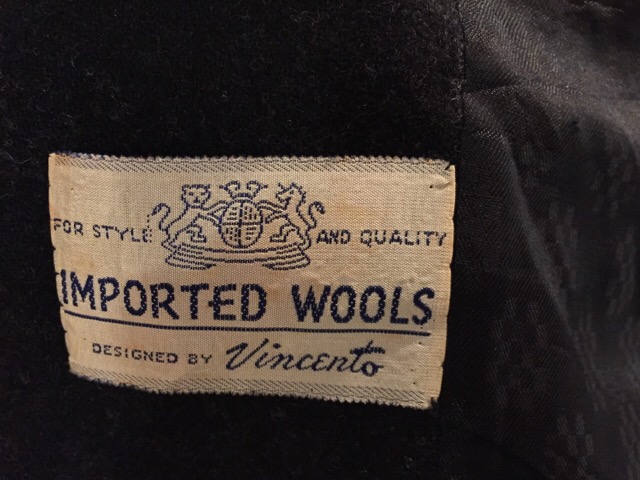 FOR STYLE AND QUALITY
IMPORTED WOOLS
DESIGNED BY Vincento